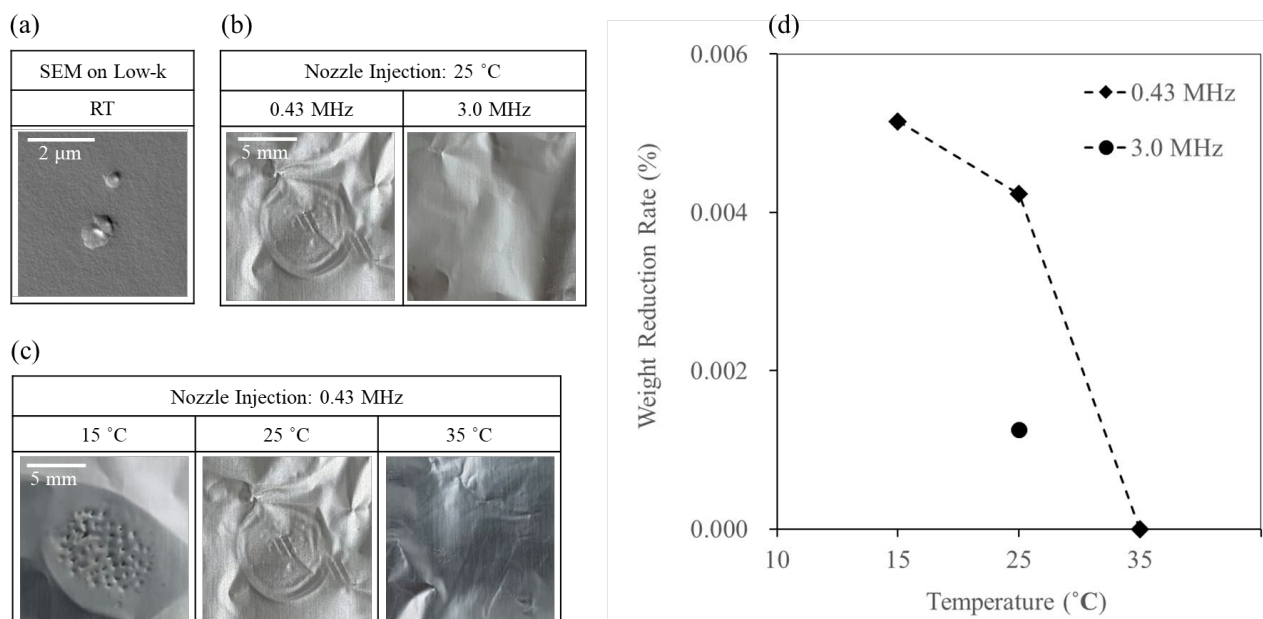 (a)
SEM on Low-k
RT
2 μm
(b)
Nozzle Injection: 25 ˚C
0.43 MHz
3.0 MHz
5 mm
(c)
Nozzle Injection: 0.43 MHz
15 ˚C
25 ˚C
35 ˚C
5 mm
(d)
0.006
0.004
0.002
0.000
Weight Reduction Rate (%)
0.43 MHz
3.0 MHz
10
15
25
35
Temperature (˚C)